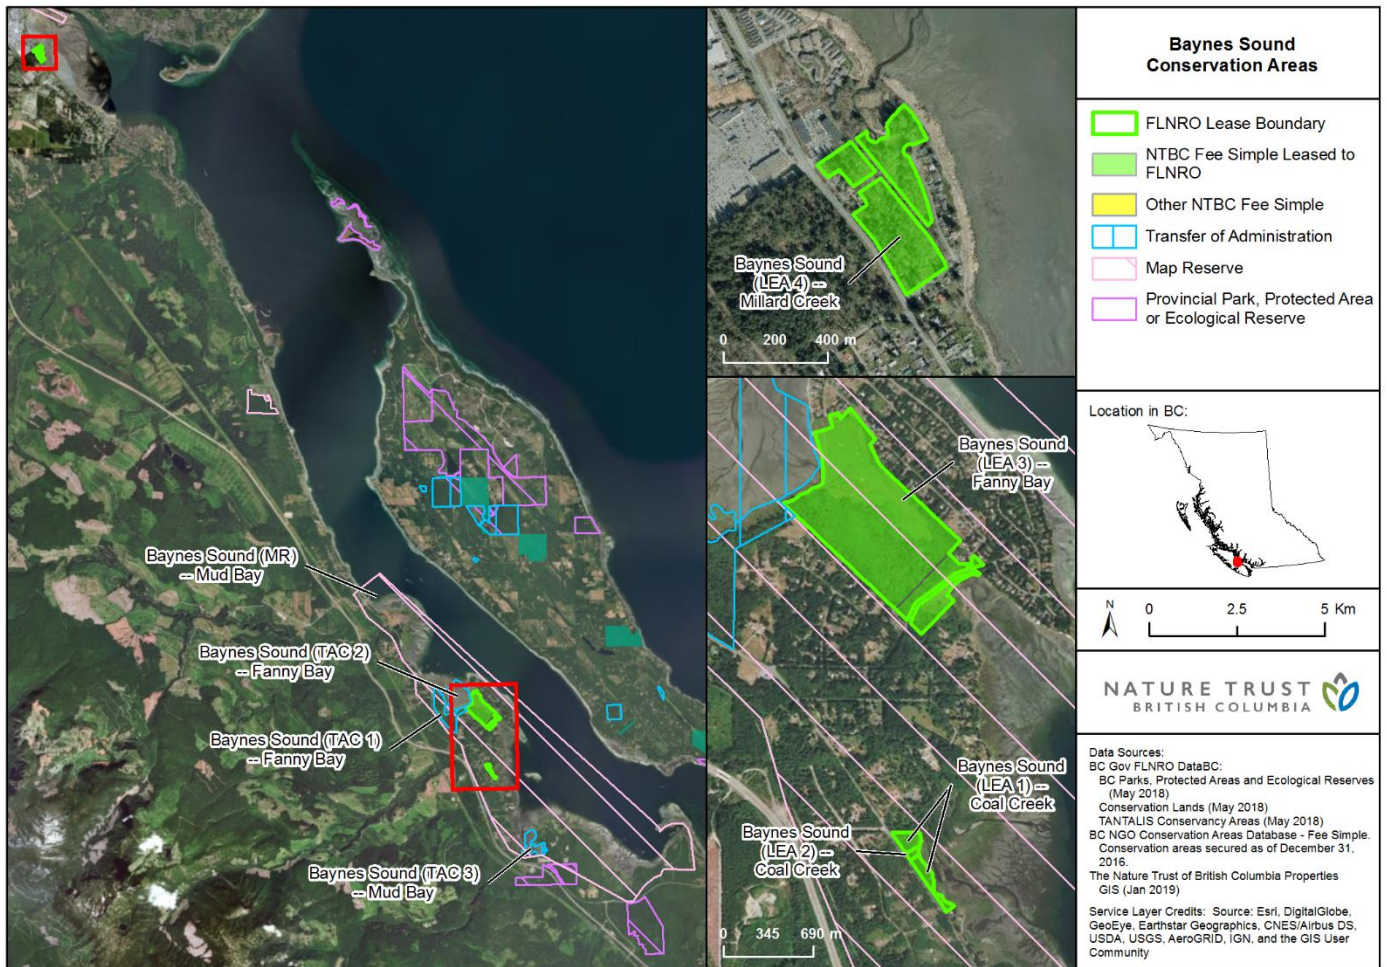 Baynes Sound
Conservation Areas
FLNRO Lease Boundary
NTBC Fee Simple Leased to
FLNRO
Other NTBC Fee Simple
Transfer of Administration
Map Reserve
Provincial Park, Protected Area
or Ecological Reserve
Location in BC:
N
0 2.5 5 Km
NATURE TRUST
BRITISH COLUMBIA
Data Sources:
BC Gov FLNRO DataBC:
BC Parks, Protected Areas and Ecological Reserves
(May 2018)
Conservation Lands (May 2018)
TANTALIS Conservancy Areas (May 2018)
BC NGO Conservation Areas Database - Fee Simple.
Conservation areas secured as of December 31,
2016.
The Nature Trust of British Columbia Properties
GIS (Jan 2019)
Service Layer Credits: Source: Esri, DigitalGlobe,
GeoEye, Earthstar Geographics, CNES/Airbus DS,
USDA, USGS, AeroGRID, IGN, and the GIS User
Community
Baynes Sound (MR)
-- Mud Bay
Baynes Sound (TAC 2)
-- Fanny Bay
Baynes Sound (TAC 1)
-- Fanny Bay
Baynes Sound (TAC 3)
-- Mud Bay
Baynes Sound
(LEA 4) --
Millard Creek
0 200 400 m
Baynes Sound
(LEA 3) --
Fanny Bay
Baynes Sound
(LEA 1) --
Coal Creek
Baynes Sound
(LEA 2) --
Coal Creek
0 345 690 m